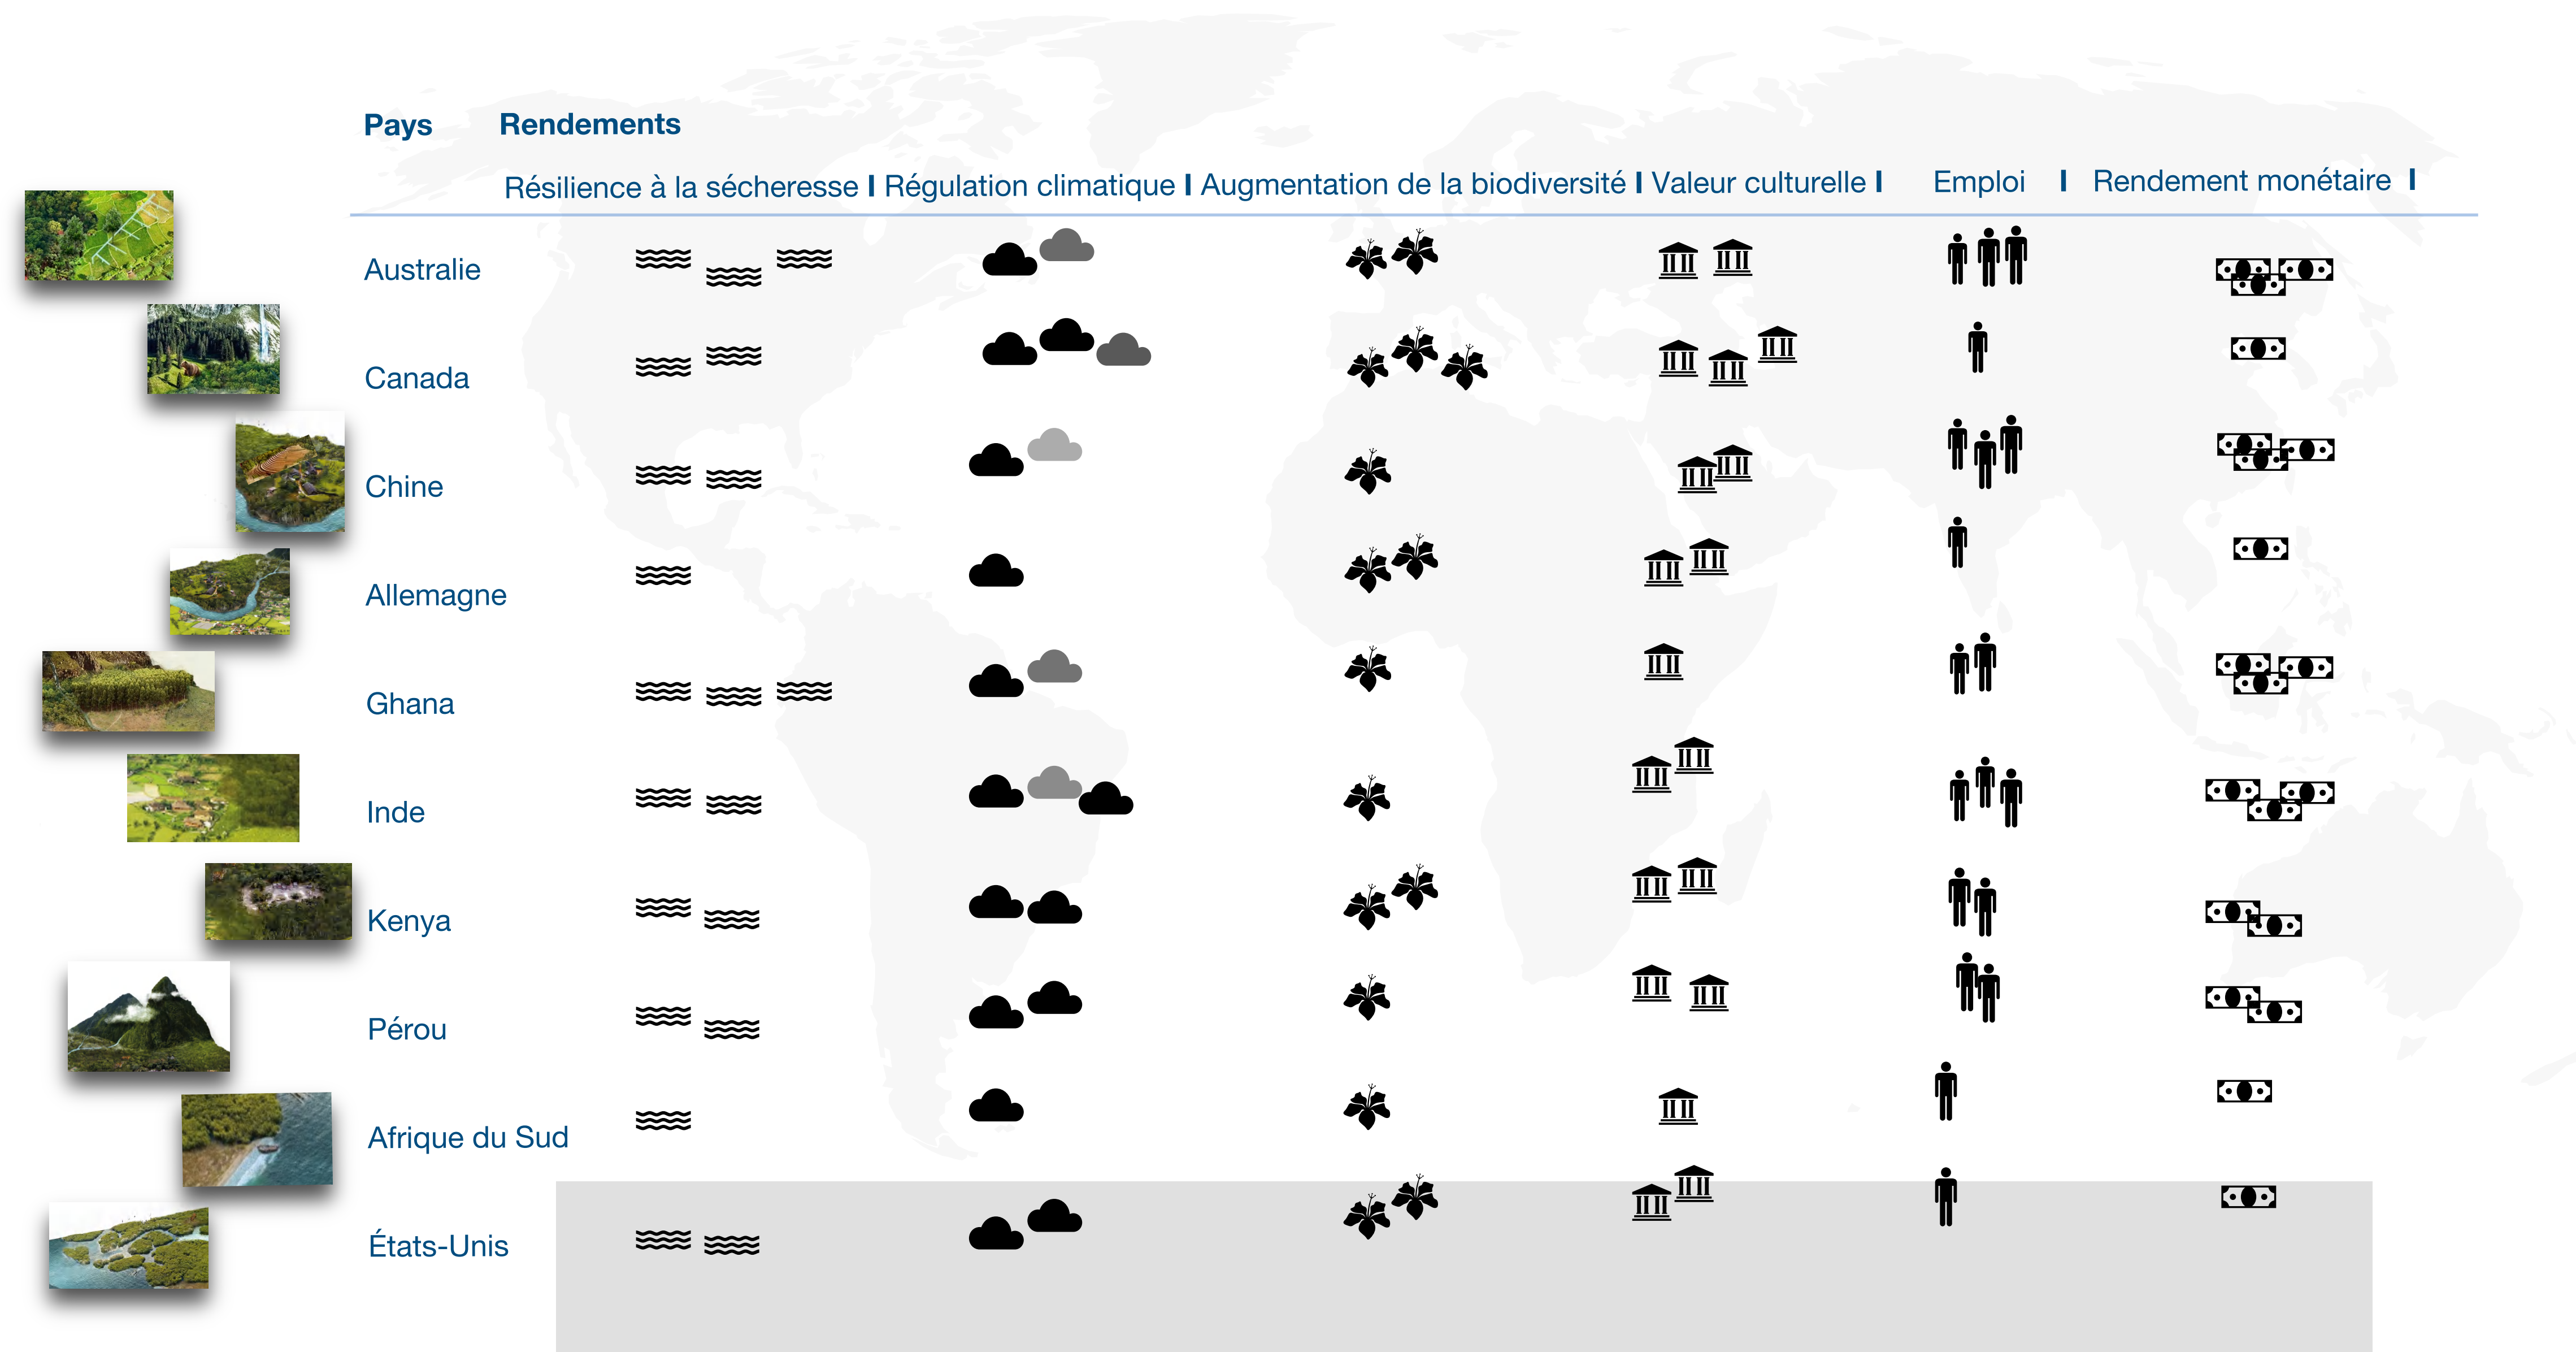 Pays Rendements
Résilience à la sécheresse I Régulation climatique I Augmentation de la biodiversité I Valeur culturelle I Emploi I Rendement monétaire I
Australie
Canada
Chine
Allemagne
Ghana
Inde
Kenya
Pérou
Afrique du Sud
États-Unis